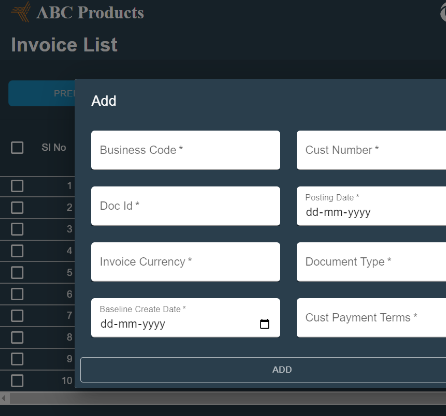 ABC Products
Invoice List
PRE
Add
Sl No
Business Code *
Cust Number *
Doc Id *
Posting Date *
dd-mm-yyyy
Invoice Currency *
Document Type *
Baseline Create Date *
dd-mm-yyyy
Cust Payment Terms *
1
2
3
4
5
6
7
8
9
10
ADD